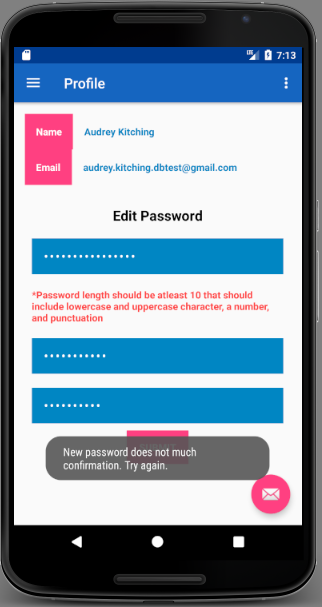 7:13
Profile
Name Audrey Kitching
Email audrey.kitching.dbtest@gmail.com
Edit Password
••••••••••••••••
*Password length should be atleast 10 that should
include lowercase and uppercase character, a number,
and punctuation
•••••••••••
••••••••••
New password does not much
confirmation. Try again.